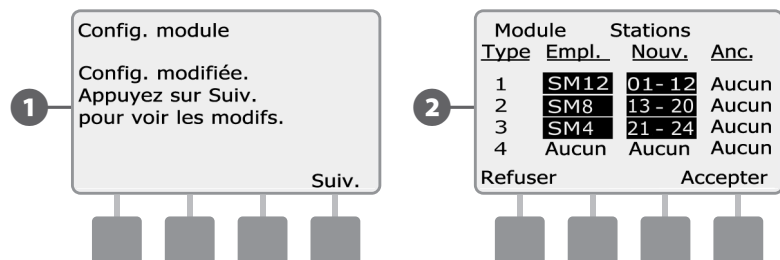 1
Config. module
Config. modifiée.
Appuyez sur Suiv.
pour voir les modifs.
Suiv.
2
Module Stations
Type Empl. Nouv. Anc.
1 SM12 01- 12 Aucun
2 SM8 13 - 20 Aucun
3 SM4 21 - 24 Aucun
4 Aucun Aucun Aucun
Refuser Accepter